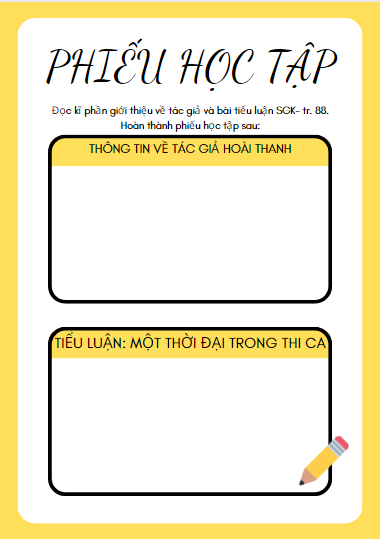 PHIẾU HỌC TẬP
Đọc kĩ phần giới thiệu về tác giả và bài tiểu luận SGK- tr. 88.
Hoàn thành phiếu học tập sau:
THÔNG TIN VỀ TÁC GIẢ HOÀI THANH
TIỂU LUẬN: MỘT THỜI ĐẠI TRONG THI CA